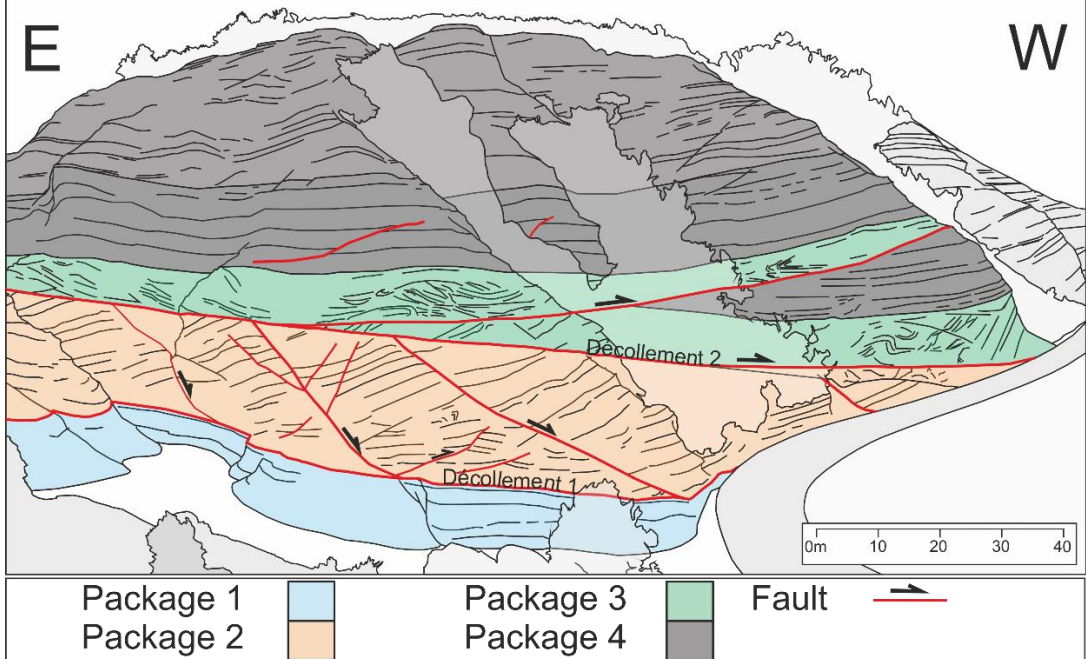 E
W
Décollement 2
Décollement 1
0m 10 20 30 40
Package 1
Package 3
Fault
Package 2
Package 4